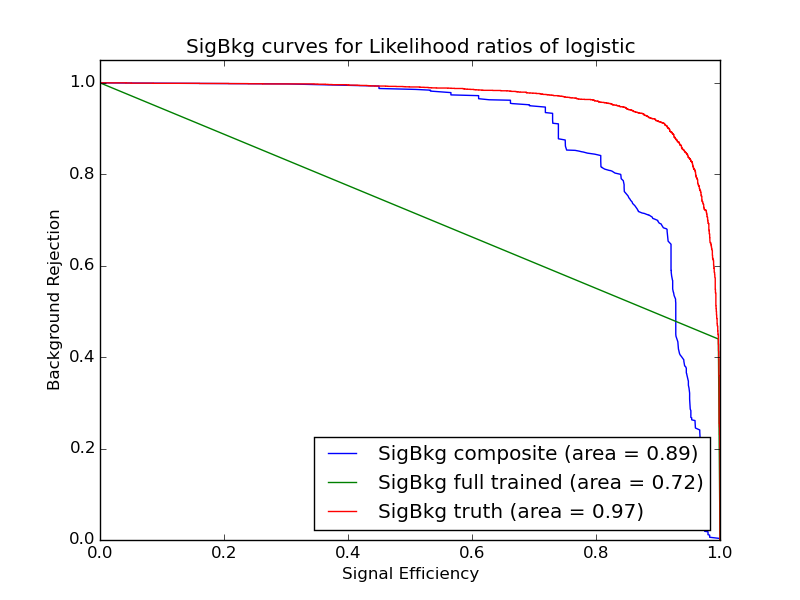 SigBkg curves for Likelihood ratios of logistic
1.0
0.8
0.6
0.4
0.2
0.0
Background Rejection
SigBkg composite (area = 0.89)
SigBkg full trained (area = 0.72)
SigBkg truth (area = 0.97)
0.0 0.2 0.4 0.6 0.8 1.0
Signal Efficiency